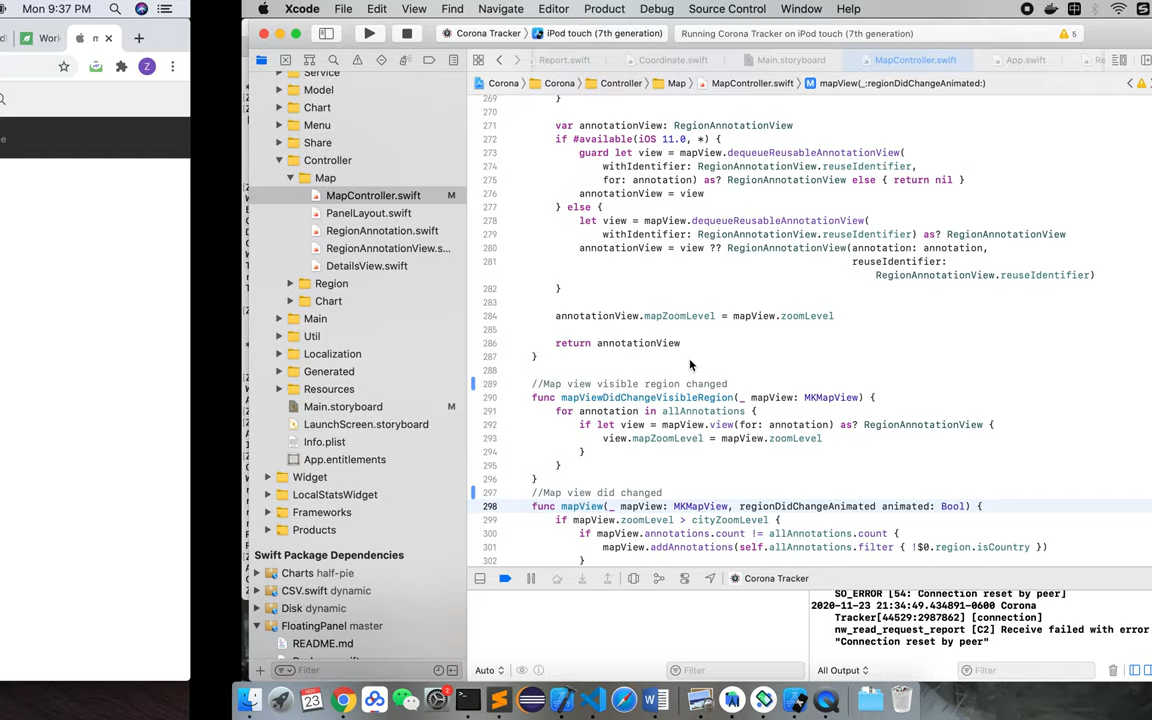 Mon 9:37 PM
Xcode File Edit View Find Navigate Editor Product Debug Source Control Window Help
Work
Z
Corona Tracker
iPod touch (7th generation)
Running Corona Tracker on iPod touch (7th generation)
5
Report.swift
Coordinate.swift
Main.storyboard
MapController.swift
App.swift
Re
Corona
Corona
Controller
Map
MapController.swift
M mapView(_:regionDidChangeAnimated:)
Service
Model
Chart
Menu
Share
Controller
Map
MapController.swift M
PanelLayout.swift
RegionAnnotation.swift
RegionAnnotationView.s...
DetailsView.swift
Region
Chart
Main
Util
Localization
Generated
Resources
Main.storyboard M
LaunchScreen.storyboard
Info.plist
App.entitlements
Widget
LocalStatsWidget
Frameworks
Products
Swift Package Dependencies
Charts half-pie
CSV.swift dynamic
Disk dynamic
FloatingPanel master
README.md
Filter
269 }
270
271 var annotationView: RegionAnnotationView
272 if #available(iOS 11.0, *) {
273 guard let view = mapView.dequeueReusableAnnotationView(
274 withIdentifier: RegionAnnotationView.reuseIdentifier,
275 for: annotation) as? RegionAnnotationView else { return nil }
276 annotationView = view
277 } else {
278 let view = mapView.dequeueReusableAnnotationView(
279 withIdentifier: RegionAnnotationView.reuseIdentifier) as? RegionAnnotationView
280 annotationView = view ?? RegionAnnotationView(annotation: annotation,
281 reuseIdentifier:
RegionAnnotationView.reuseIdentifier)
282 }
283
284 annotationView.mapZoomLevel = mapView.zoomLevel
285
286 return annotationView
287 }
288
289 //Map view visible region changed
290 func mapViewDidChangeVisibleRegion(_ mapView: MKMapView) {
291 for annotation in allAnnotations {
292 if let view = mapView.view(for: annotation) as? RegionAnnotationView {
293 view.mapZoomLevel = mapView.zoomLevel
294 }
295 }
296 }
297 //Map view did changed
298 func mapView(_ mapView: MKMapView, regionDidChangeAnimated animated: Bool) {
299 if mapView.zoomLevel > cityZoomLevel {
300 if mapView.annotations.count != allAnnotations.count {
301 mapView.addAnnotations(self.allAnnotations.filter { !$0.region.isCountry })
302 }
Corona Tracker
SO_ERROR [54: Connection reset by peer]
2020-11-23 21:34:49.434891-0600 Corona
Tracker[44529:2987862] [connection]
nw_read_request_report [C2] Receive failed with error
"Connection reset by peer"
Auto
Filter
All Output
Filter
NOV
23
2